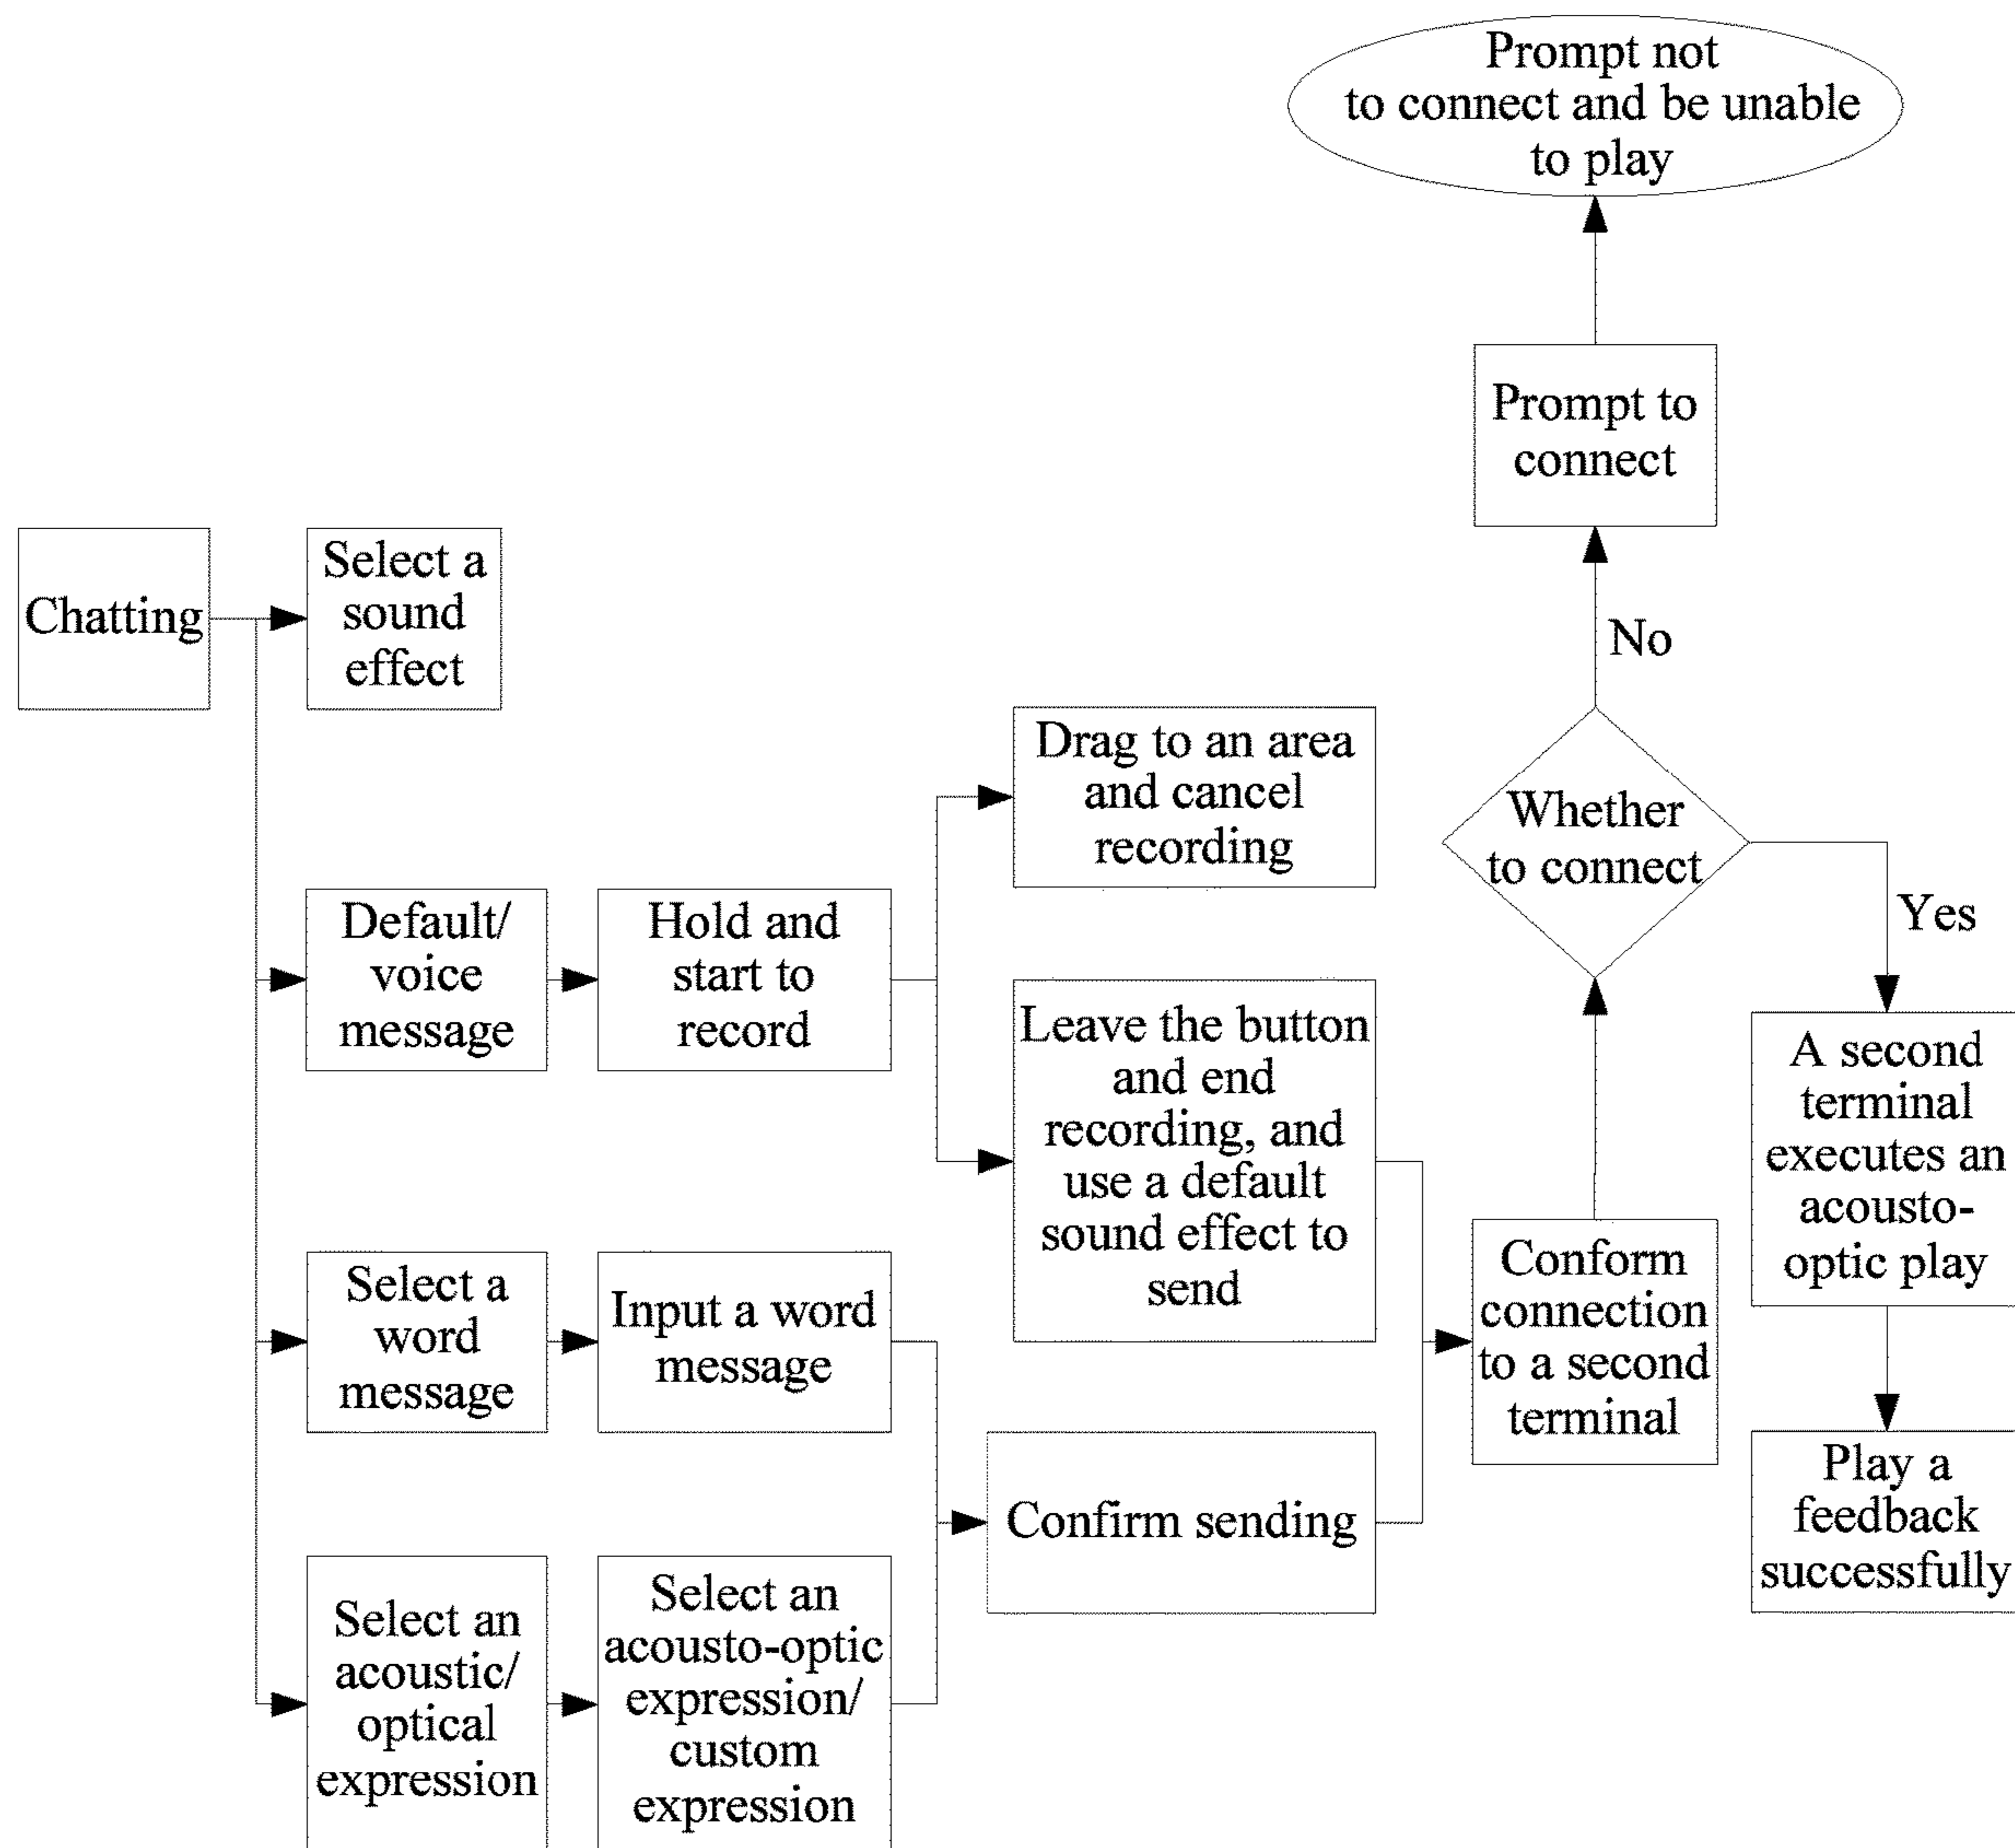 Prompt not
to connect and be unable
to play
Prompt to
connect
No
Whether
to connect
Yes
Chatting
Select a
sound
effect
Default/
voice
message
Hold and
start to
record
Drag to an area
and cancel
recording
Leave the button
and end
recording, and
use a default
sound effect to
send
Select a
word
message
Input a word
message
Select an
acoustic/
optical
expression
Select an
acousto-optic
expression/
custom
expression
Confirm sending
Conform
connection
to a second
terminal
A second
terminal
executes an
acousto-
optic play
Play a
feedback
successfully